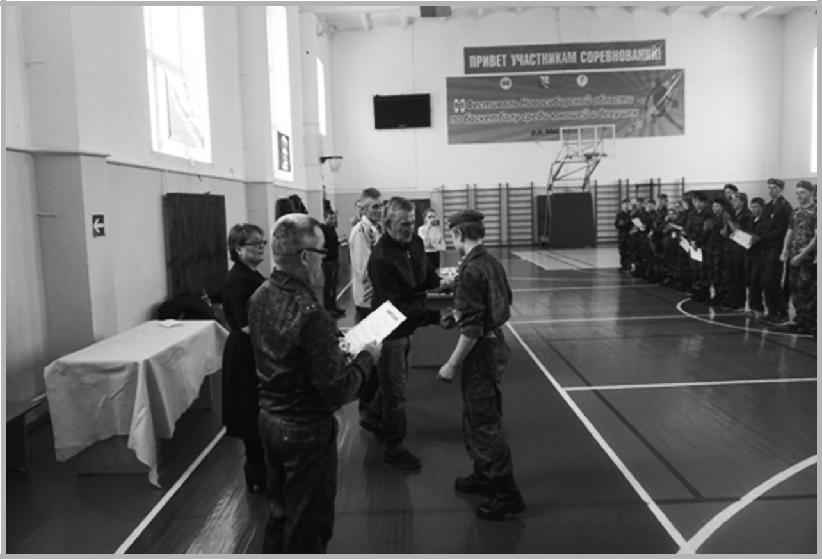 ПРИВЕТ УЧАСТНИКАМ СОРЕВНОВАНИЙ!
Фестиваль Новосибирской области
по баскетболу среди юношей и девушек